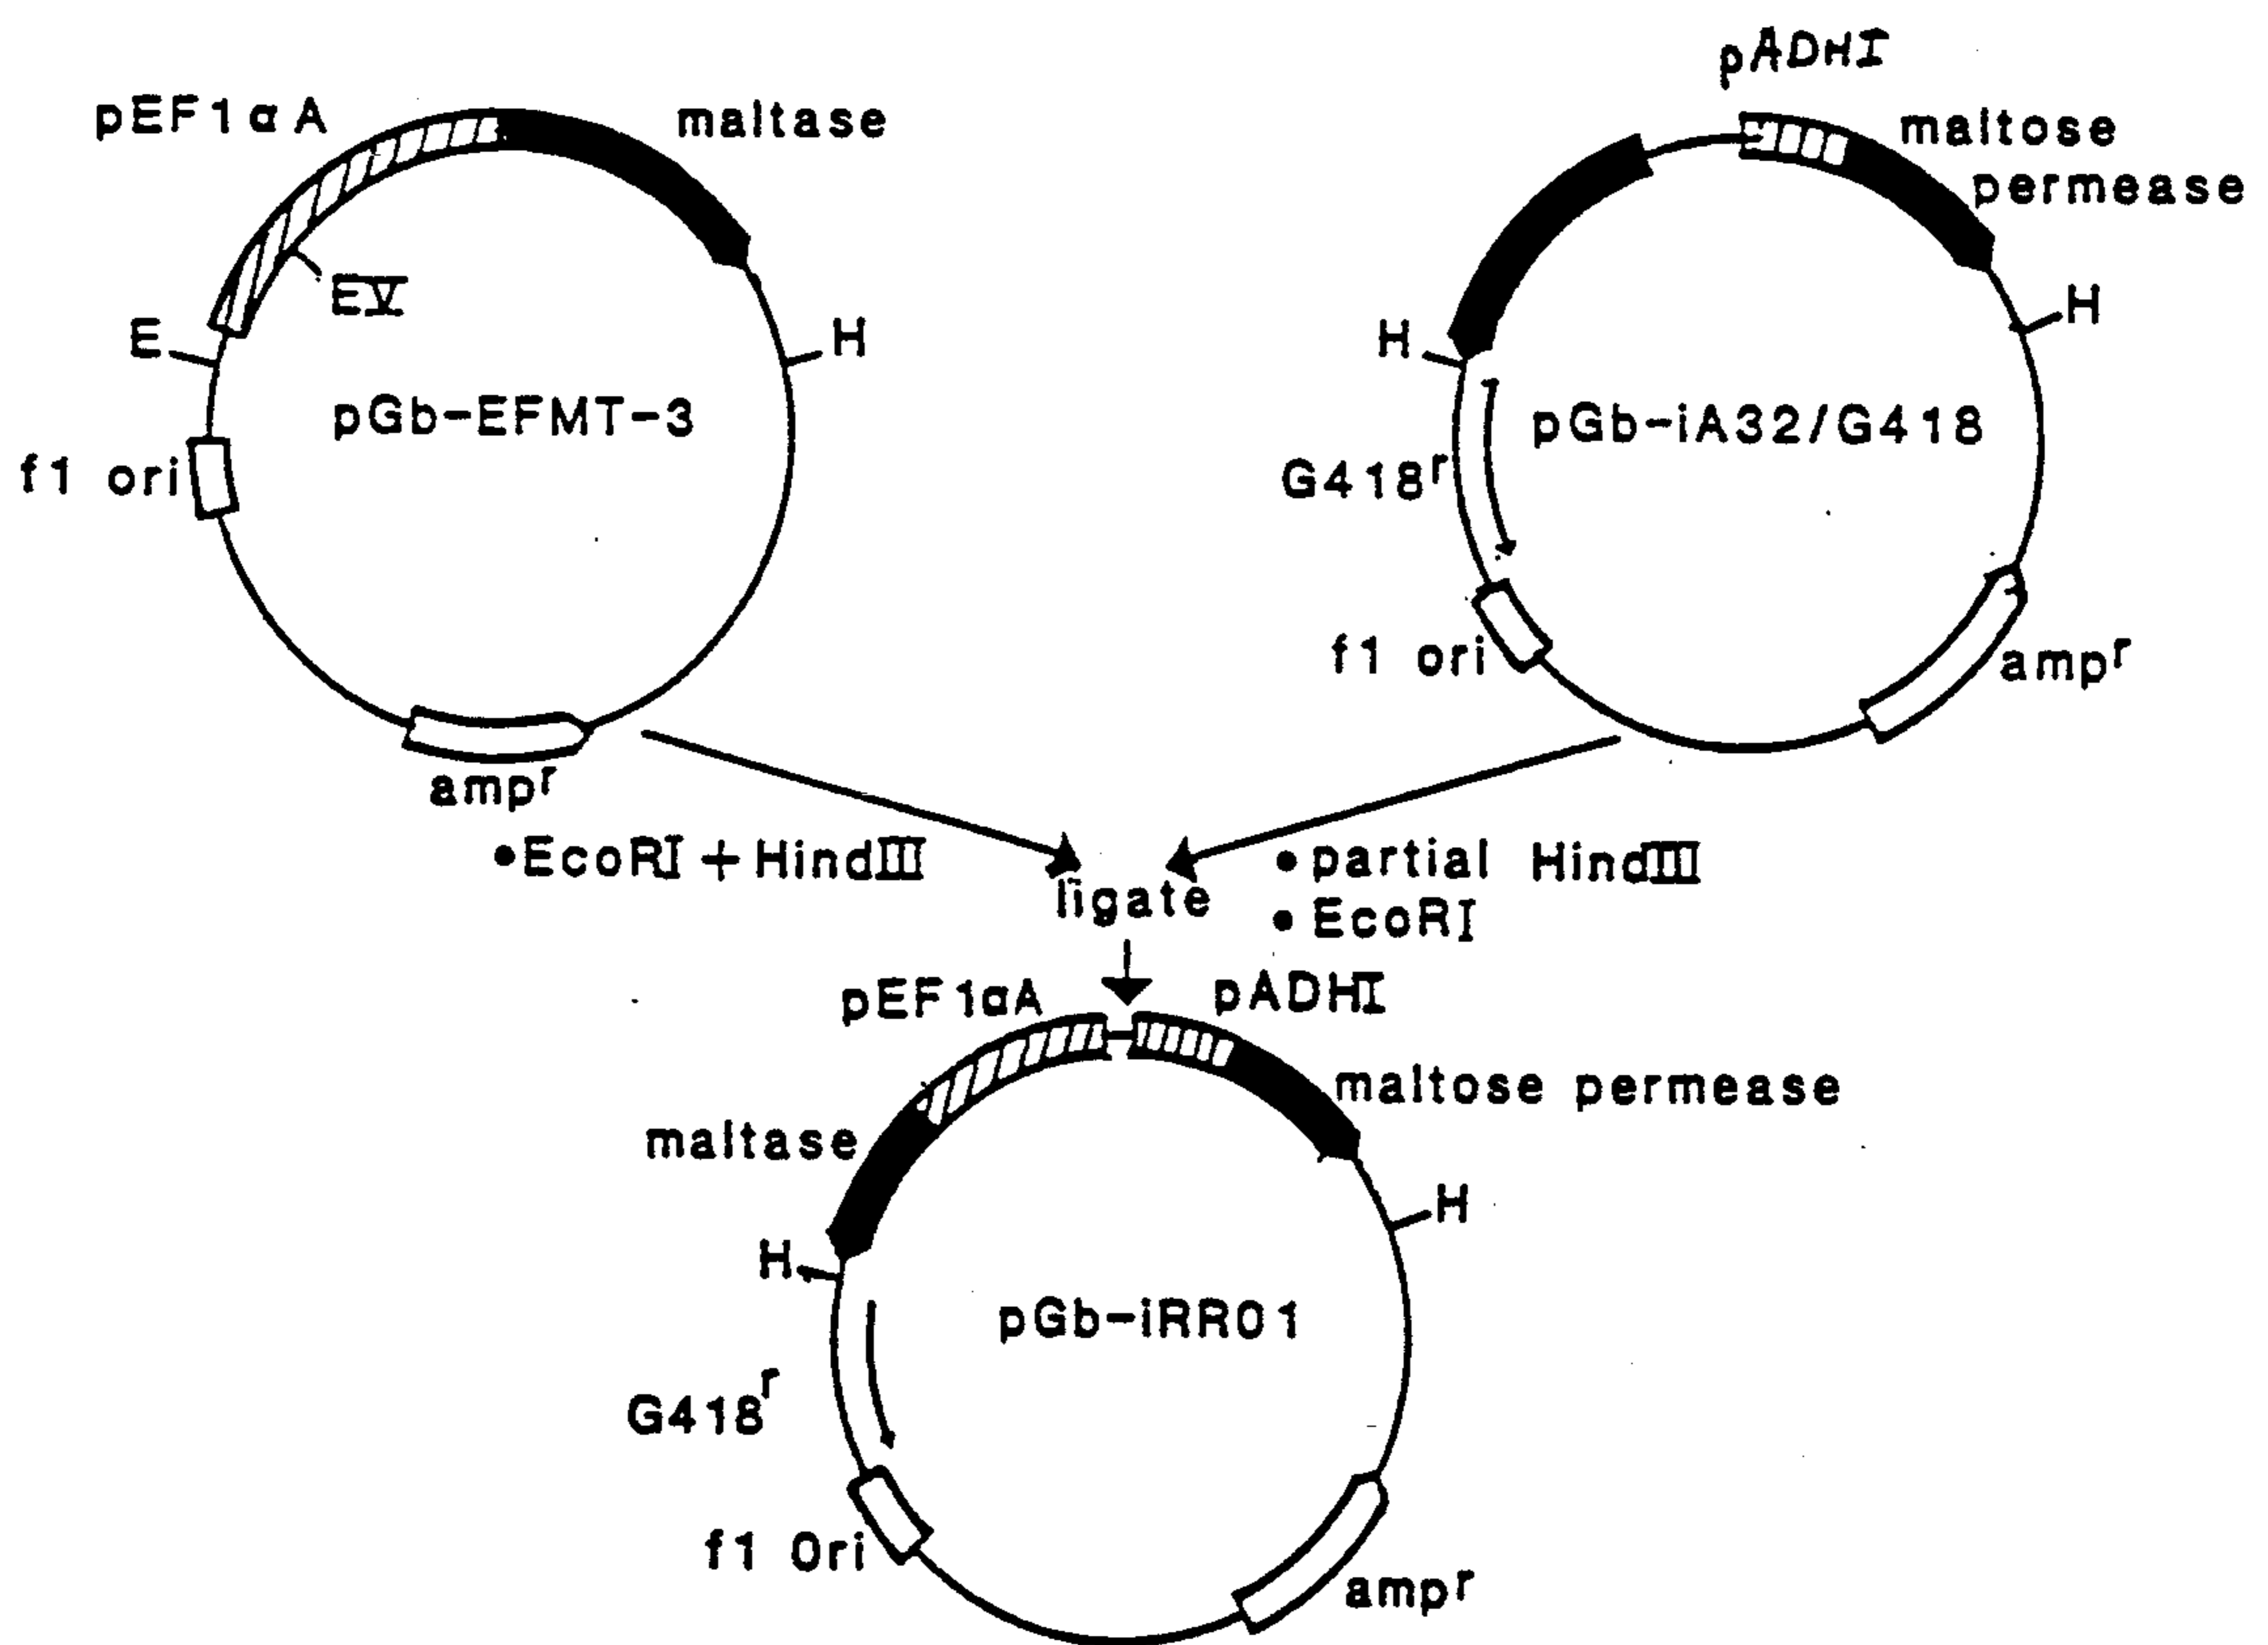 pEF1αA
maltase
EV
E
H
pGb-EFMT-3
f1 ori
ampʳ
pADHI
maltose
permease
H
H
pGb-iA32/G418
G418ʳ
f1 ori
ampʳ
•EcoRI + HindIII
ligate
• partial HindIII
• EcoRI
pEF1αA
pADHI
maltose permease
maltase
H
H
pGb-iRR01
G418ʳ
f1 Ori
ampʳ